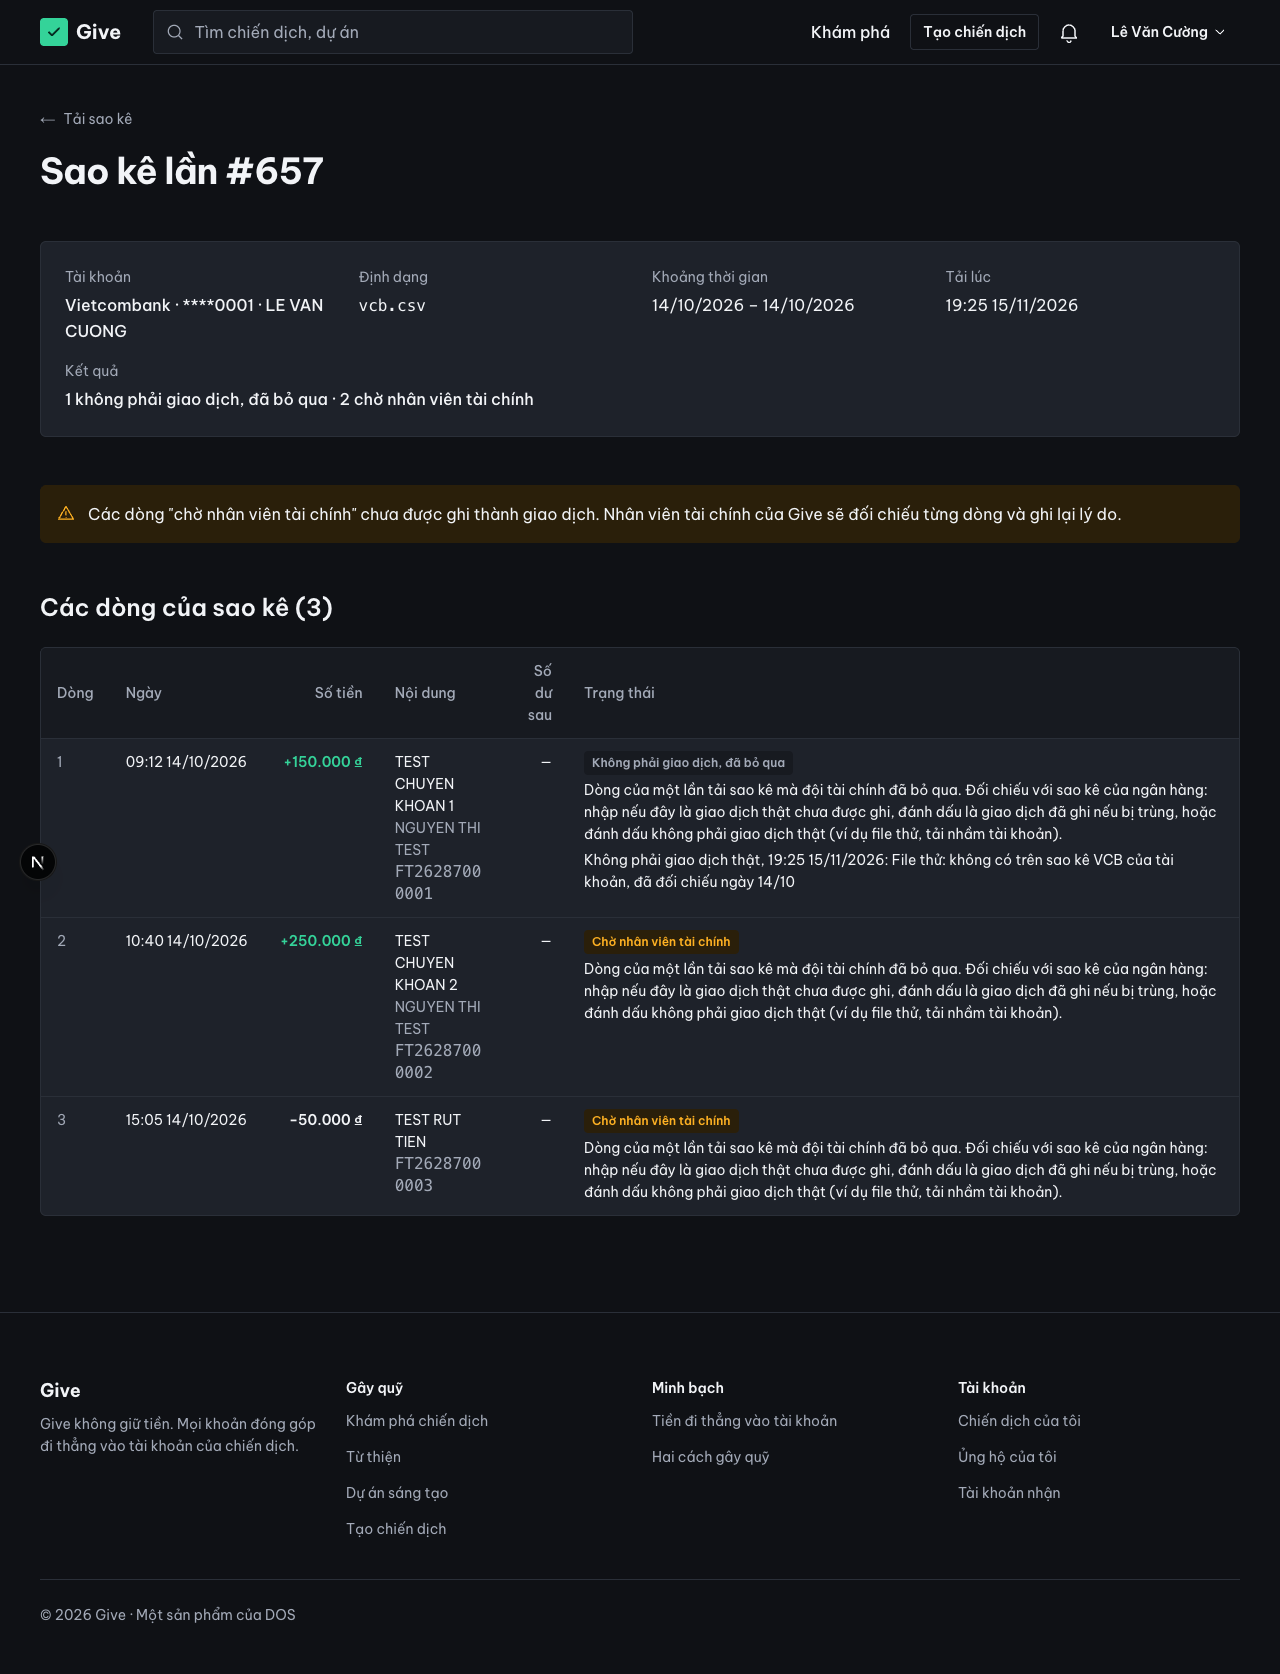 Give
Tìm chiến dịch, dự án
Khám phá
Tạo chiến dịch
Lê Văn Cường
← Tải sao kê
Sao kê lần #657
Tài khoản
Vietcombank · ****0001 · LE VAN
CUONG
Định dạng
vcb.csv
Khoảng thời gian
14/10/2026 – 14/10/2026
Tải lúc
19:25 15/11/2026
Kết quả
1 không phải giao dịch, đã bỏ qua · 2 chờ nhân viên tài chính
Các dòng "chờ nhân viên tài chính" chưa được ghi thành giao dịch. Nhân viên tài chính của Give sẽ đối chiếu từng dòng và ghi lại lý do.
Các dòng của sao kê (3)
Dòng
Ngày
Số tiền
Nội dung
Số
dư
sau
Trạng thái
1
09:12 14/10/2026
+150.000 ₫
TEST
CHUYEN
KHOAN 1
NGUYEN THI
TEST
FT2628700
0001
—
Không phải giao dịch, đã bỏ qua
Dòng của một lần tải sao kê mà đội tài chính đã bỏ qua. Đối chiếu với sao kê của ngân hàng:
nhập nếu đây là giao dịch thật chưa được ghi, đánh dấu là giao dịch đã ghi nếu bị trùng, hoặc
đánh dấu không phải giao dịch thật (ví dụ file thử, tải nhầm tài khoản).
Không phải giao dịch thật, 19:25 15/11/2026: File thử: không có trên sao kê VCB của tài
khoản, đã đối chiếu ngày 14/10
2
10:40 14/10/2026
+250.000 ₫
TEST
CHUYEN
KHOAN 2
NGUYEN THI
TEST
FT2628700
0002
—
Chờ nhân viên tài chính
Dòng của một lần tải sao kê mà đội tài chính đã bỏ qua. Đối chiếu với sao kê của ngân hàng:
nhập nếu đây là giao dịch thật chưa được ghi, đánh dấu là giao dịch đã ghi nếu bị trùng, hoặc
đánh dấu không phải giao dịch thật (ví dụ file thử, tải nhầm tài khoản).
3
15:05 14/10/2026
-50.000 ₫
TEST RUT
TIEN
FT2628700
0003
—
Chờ nhân viên tài chính
Dòng của một lần tải sao kê mà đội tài chính đã bỏ qua. Đối chiếu với sao kê của ngân hàng:
nhập nếu đây là giao dịch thật chưa được ghi, đánh dấu là giao dịch đã ghi nếu bị trùng, hoặc
đánh dấu không phải giao dịch thật (ví dụ file thử, tải nhầm tài khoản).
N
Give
Give không giữ tiền. Mọi khoản đóng góp
đi thẳng vào tài khoản của chiến dịch.
Gây quỹ
Khám phá chiến dịch
Từ thiện
Dự án sáng tạo
Tạo chiến dịch
Minh bạch
Tiền đi thẳng vào tài khoản
Hai cách gây quỹ
Tài khoản
Chiến dịch của tôi
Ủng hộ của tôi
Tài khoản nhận
© 2026 Give · Một sản phẩm của DOS